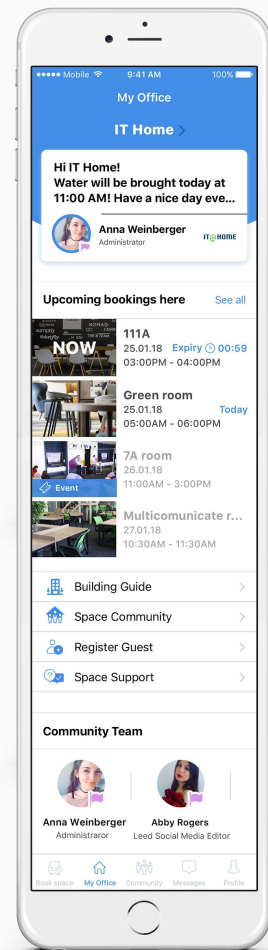 Mobile 9:41 AM 100%
My Office
IT Home >
Hi IT Home!
Water will be brought today at
11:00 AM! Have a nice day eve...
Anna Weinberger
Administrator
IT@HOME
Upcoming bookings here See all
NOW
111A
25.01.18 Expiry 00:59
03:00PM - 04:00PM
Green room
25.01.18 Today
05:00AM - 06:00PM
7A room
26.01.18
11:00AM - 3:00PM
Event
Multicomunicate r...
27.01.18
10:30AM - 11:30AM
Building Guide
Space Community
Register Guest
Space Support
Community Team
Anna Weinberger Abby Rogers
Administraror Leed Social Media Editor
Book space My Office Community Messages Profile